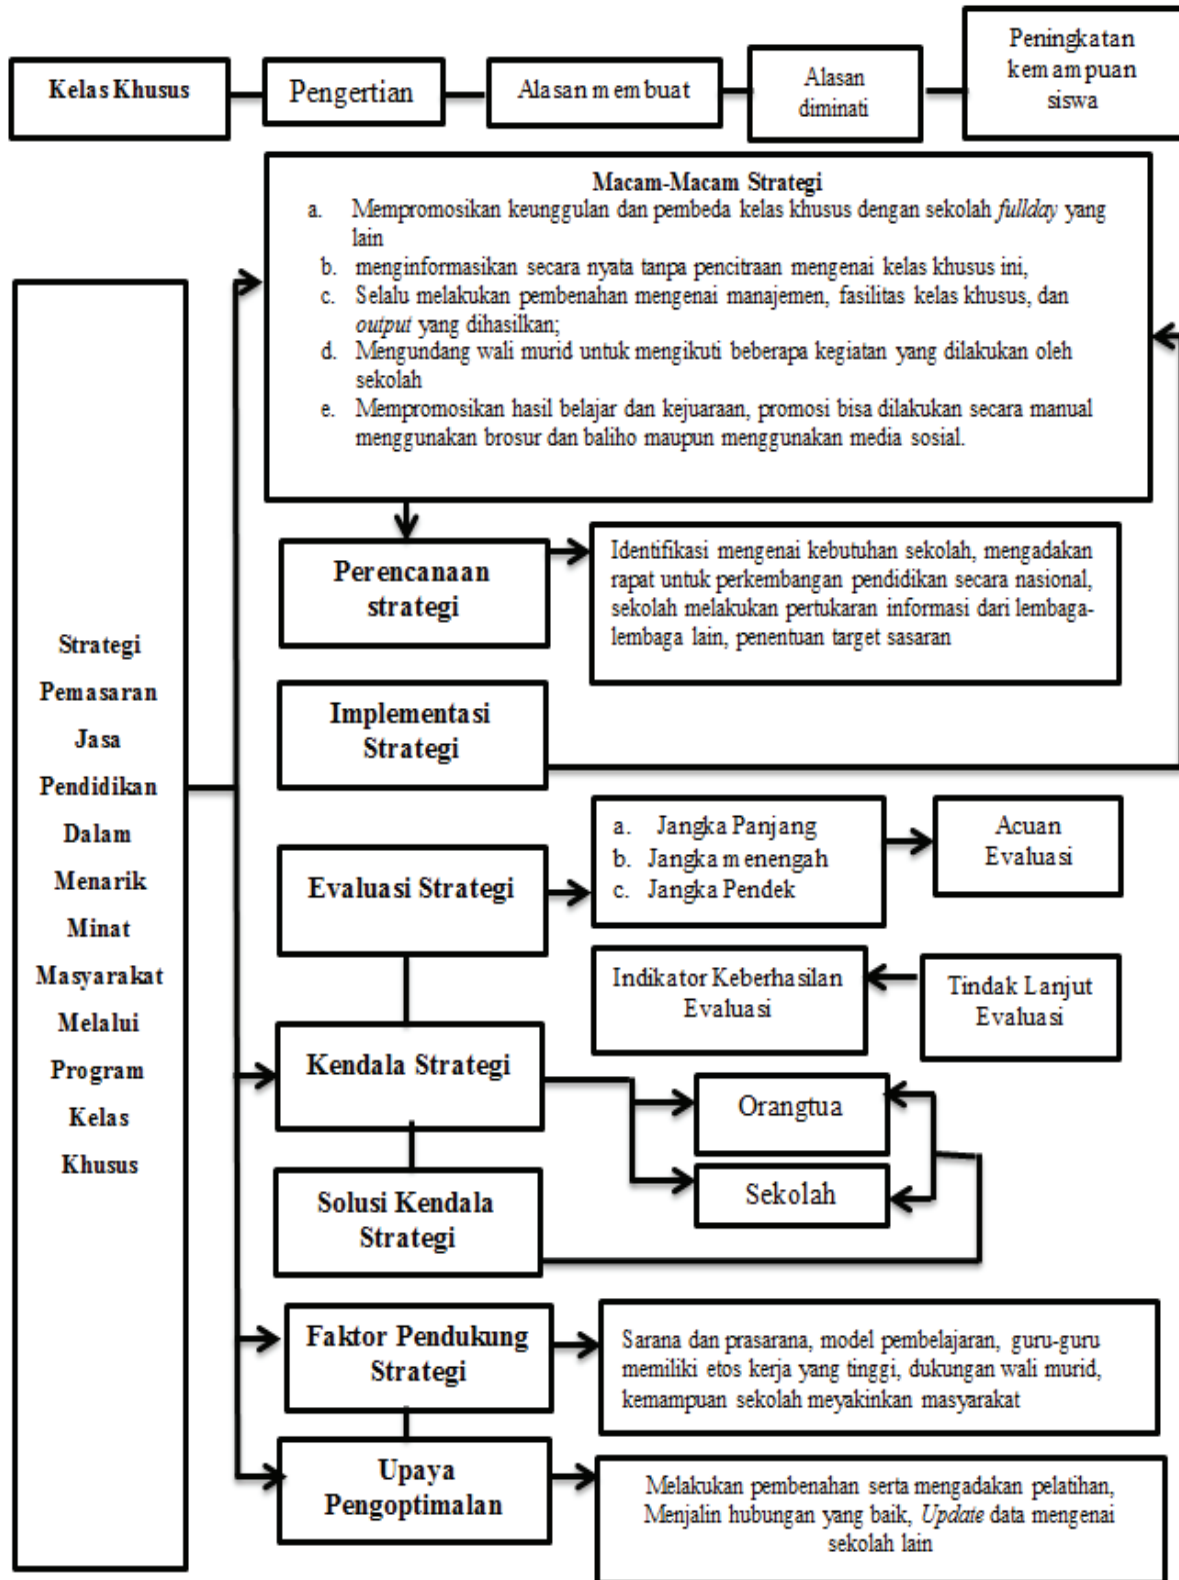 Kelas Khusus
Pengertian
Alasan membuat
Alasan
diminati
Peningkatan
kemampuan
siswa
Macam-Macam Strategi
a. Mempromosikan keunggulan dan pembeda kelas khusus dengan sekolah fullday yang
lain
b. menginformasikan secara nyata tanpa pencitraan mengenai kelas khusus ini,
c. Selalu melakukan pembenahan mengenai manajemen, fasilitas kelas khusus, dan
output yang dihasilkan;
d. Mengundang wali murid untuk mengikuti beberapa kegiatan yang dilakukan oleh
sekolah
e. Mempromosikan hasil belajar dan kejuaraan, promosi bisa dilakukan secara manual
menggunakan brosur dan baliho maupun menggunakan media sosial.
Strategi
Pemasaran
Jasa
Pendidikan
Dalam
Menarik
Minat
Masyarakat
Melalui
Program
Kelas
Khusus
Perencanaan
strategi
Identifikasi mengenai kebutuhan sekolah, mengadakan
rapat untuk perkembangan pendidikan secara nasional,
sekolah melakukan pertukaran informasi dari lembaga-
lembaga lain, penentuan target sasaran
Implementasi
Strategi
Evaluasi Strategi
a. Jangka Panjang
b. Jangka menengah
c. Jangka Pendek
Acuan
Evaluasi
Indikator Keberhasilan
Evaluasi
Tindak Lanjut
Evaluasi
Kendala Strategi
Orangtua
Sekolah
Solusi Kendala
Strategi
Faktor Pendukung
Strategi
Sarana dan prasarana, model pembelajaran, guru-guru
memiliki etos kerja yang tinggi, dukungan wali murid,
kemampuan sekolah meyakinkan masyarakat
Upaya
Pengoptimalan
Melakukan pembenahan serta mengadakan pelatihan,
Menjalin hubungan yang baik, Update data mengenai
sekolah lain